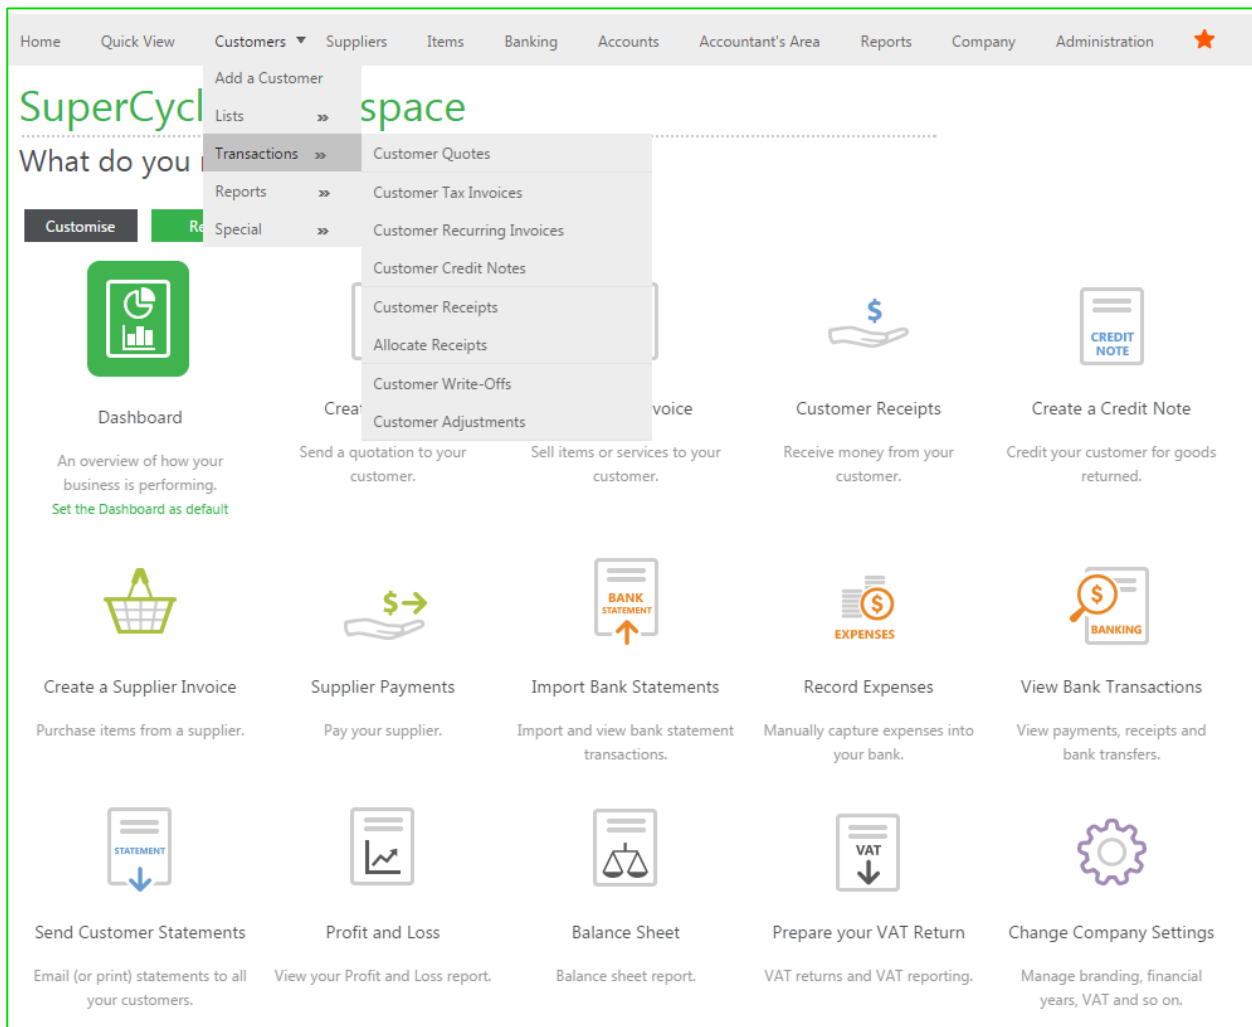 Home Quick View Customers Suppliers Items Banking Accounts Accountant's Area Reports Company Administration
Add a Customer
Lists »
Transactions »
Reports »
Special »
Customer Quotes
Customer Tax Invoices
Customer Recurring Invoices
Customer Credit Notes
Customer Receipts
Allocate Receipts
Customer Write-Offs
Customer Adjustments
SuperCycl space
What do you
Customise Re
Dashboard
An overview of how your
business is performing.
Set the Dashboard as default
Crea
Send a quotation to your
customer.
voice
Sell items or services to your
customer.
$
Customer Receipts
Receive money from your
customer.
CREDIT
NOTE
Create a Credit Note
Credit your customer for goods
returned.
Create a Supplier Invoice
Purchase items from a supplier.
$
Supplier Payments
Pay your supplier.
BANK
STATEMENT
Import Bank Statements
Import and view bank statement
transactions.
$
EXPENSES
Record Expenses
Manually capture expenses into
your bank.
$
BANKING
View Bank Transactions
View payments, receipts and
bank transfers.
STATEMENT
Send Customer Statements
Email (or print) statements to all
your customers.
Profit and Loss
View your Profit and Loss report.
Balance Sheet
Balance sheet report.
VAT
Prepare your VAT Return
VAT returns and VAT reporting.
Change Company Settings
Manage branding, financial
years, VAT and so on.